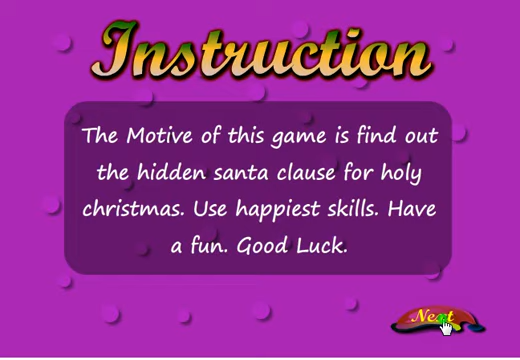 Instruction
The Motive of this game is find out
the hidden santa clause for holy
christmas. Use happiest skills. Have
a fun. Good Luck.
Next